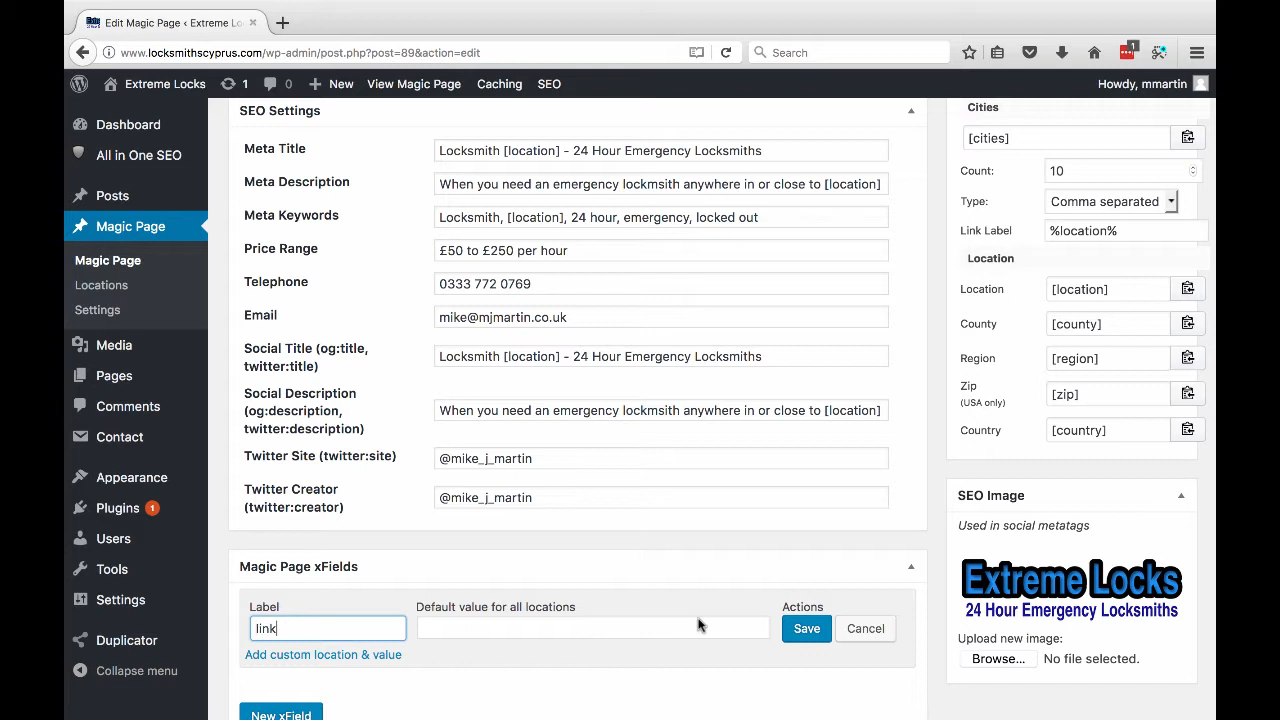 Edit Magic Page ‹ Extreme Lo
www.locksmithscyprus.com/wp-admin/post.php?post=89&action=edit
Search
1
Extreme Locks
1
0
New
View Magic Page
Caching
SEO
Howdy, mmartin
Dashboard
All in One SEO
Posts
Magic Page
Magic Page
Locations
Settings
Media
Pages
Comments
Contact
Appearance
Plugins 1
Users
Tools
Settings
Duplicator
Collapse menu
SEO Settings
Meta Title
Locksmith [location] - 24 Hour Emergency Locksmiths
Meta Description
When you need an emergency lockmsith anywhere in or close to [location]
Meta Keywords
Locksmith, [location], 24 hour, emergency, locked out
Price Range
£50 to £250 per hour
Telephone
0333 772 0769
Email
mike@mjmartin.co.uk
Social Title (og:title,
twitter:title)
Locksmith [location] - 24 Hour Emergency Locksmiths
Social Description
(og:description,
twitter:description)
When you need an emergency lockmsith anywhere in or close to [location]
Twitter Site (twitter:site)
@mike_j_martin
Twitter Creator
(twitter:creator)
@mike_j_martin
Magic Page xFields
Label
Default value for all locations
Actions
link
Save
Cancel
Add custom location & value
New xField
Cities
[cities]
Count:
10
Type:
Comma separated
Link Label
%location%
Location
Location
[location]
County
[county]
Region
[region]
Zip
(USA only)
[zip]
Country
[country]
SEO Image
Used in social metatags
Extreme Locks
24 Hour Emergency Locksmiths
Upload new image:
Browse...
No file selected.